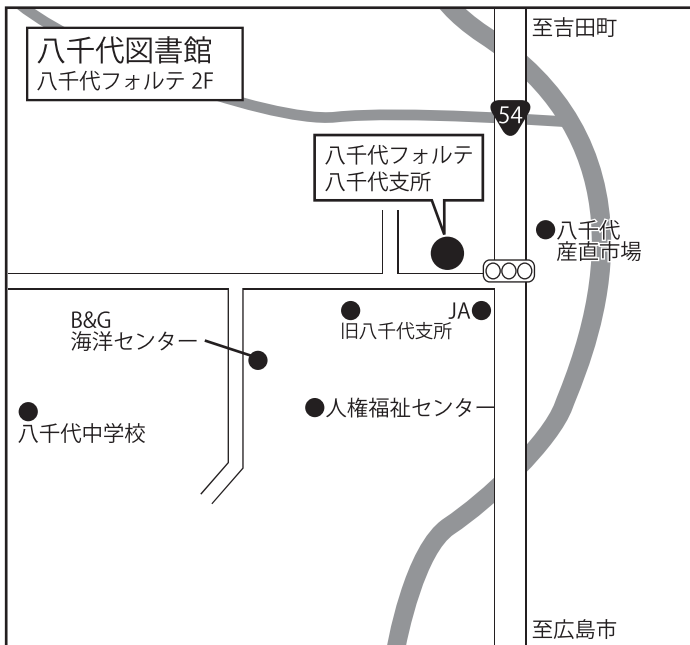 至吉田町
八千代図書館
八千代フォルテ 2F
54
八千代フォルテ
八千代支所
八千代
産直市場
B&G
海洋センター
JA
旧八千代支所
人権福祉センター
八千代中学校
至広島市